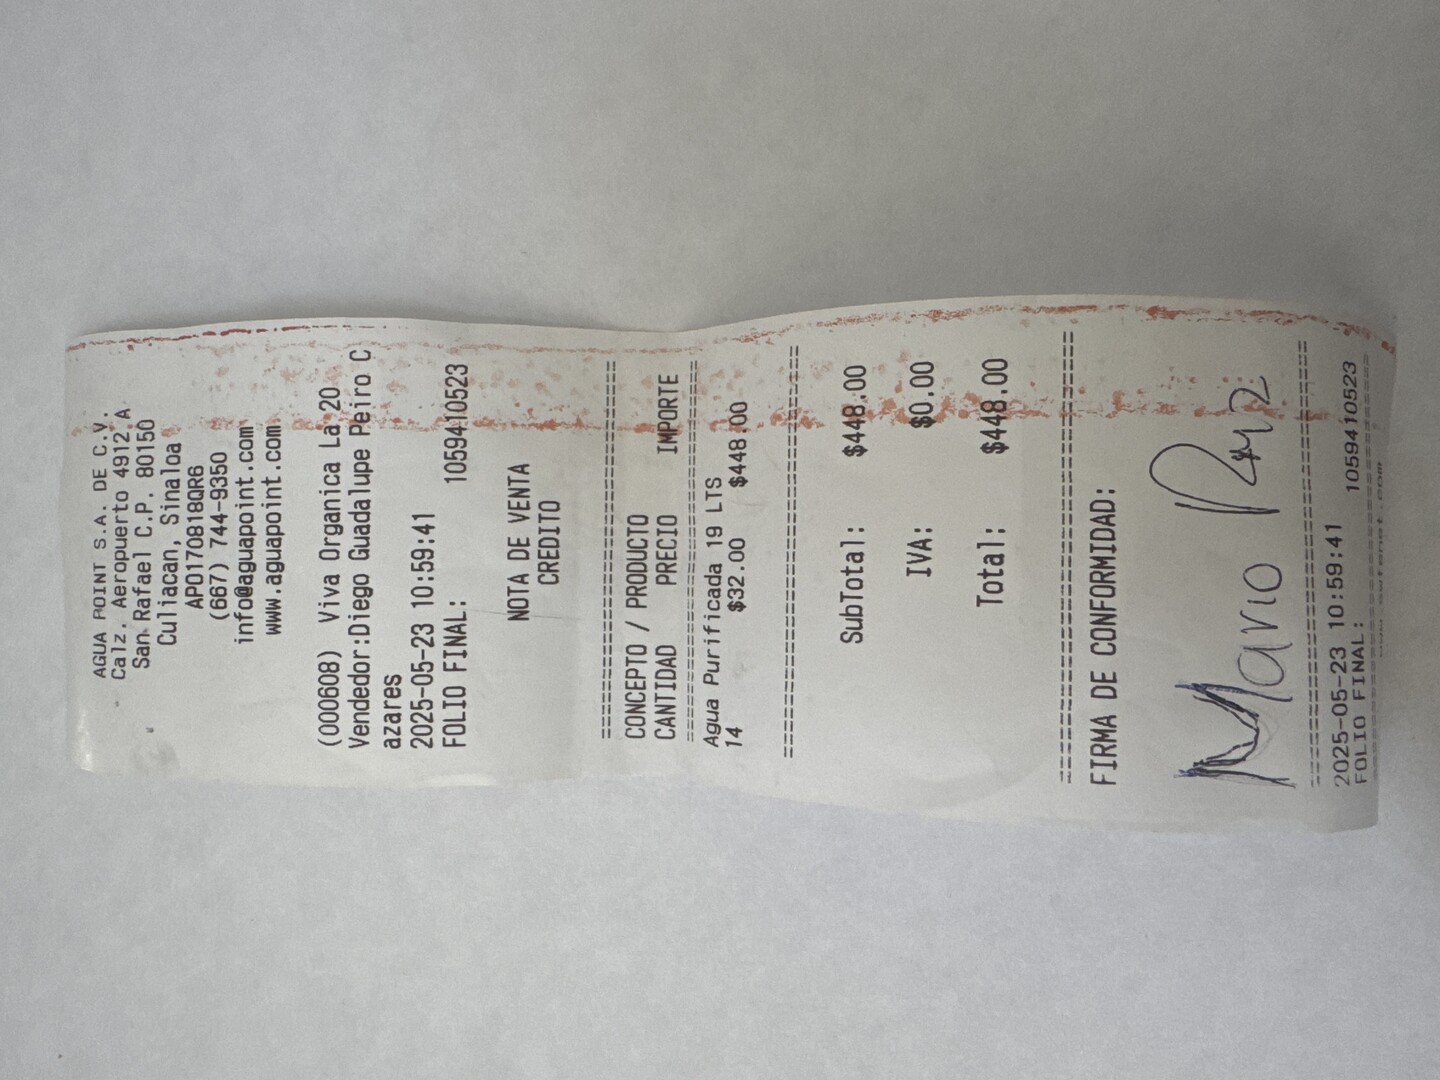 AGUA POINT S.A. DE C.V.
Calz. Aeropuerto 4912 A
San Rafael C.P. 80150
Culiacan, Sinaloa
APO170818QR6
(667) 744-9350
info@aguapoint.com
www.aguapoint.com
(000608) Viva Organica La 20
Vendedor:Diego Guadalupe Peiro C
azares
2025-05-23 10:59:41
FOLIO FINAL: 1059410523
NOTA DE VENTA
CREDITO
CONCEPTO / PRODUCTO
CANTIDAD PRECIO IMPORTE
Agua Purificada 19 LTS
14 $32.00 $448.00
SubTotal: $448.00
IVA: $0.00
Total: $448.00
FIRMA DE CONFORMIDAD:
Mario
2025-05-23 10:59:41
FOLIO FINAL: 1059410523